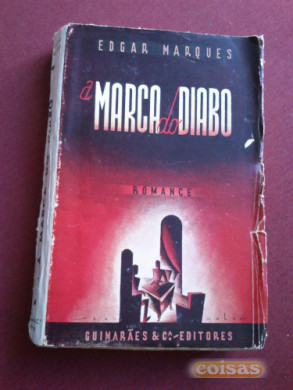 EDGAR MARQUES
a MARCA do DIABO
ROMANCE
GUIMARÃES & Cª. - EDITORES
coisas